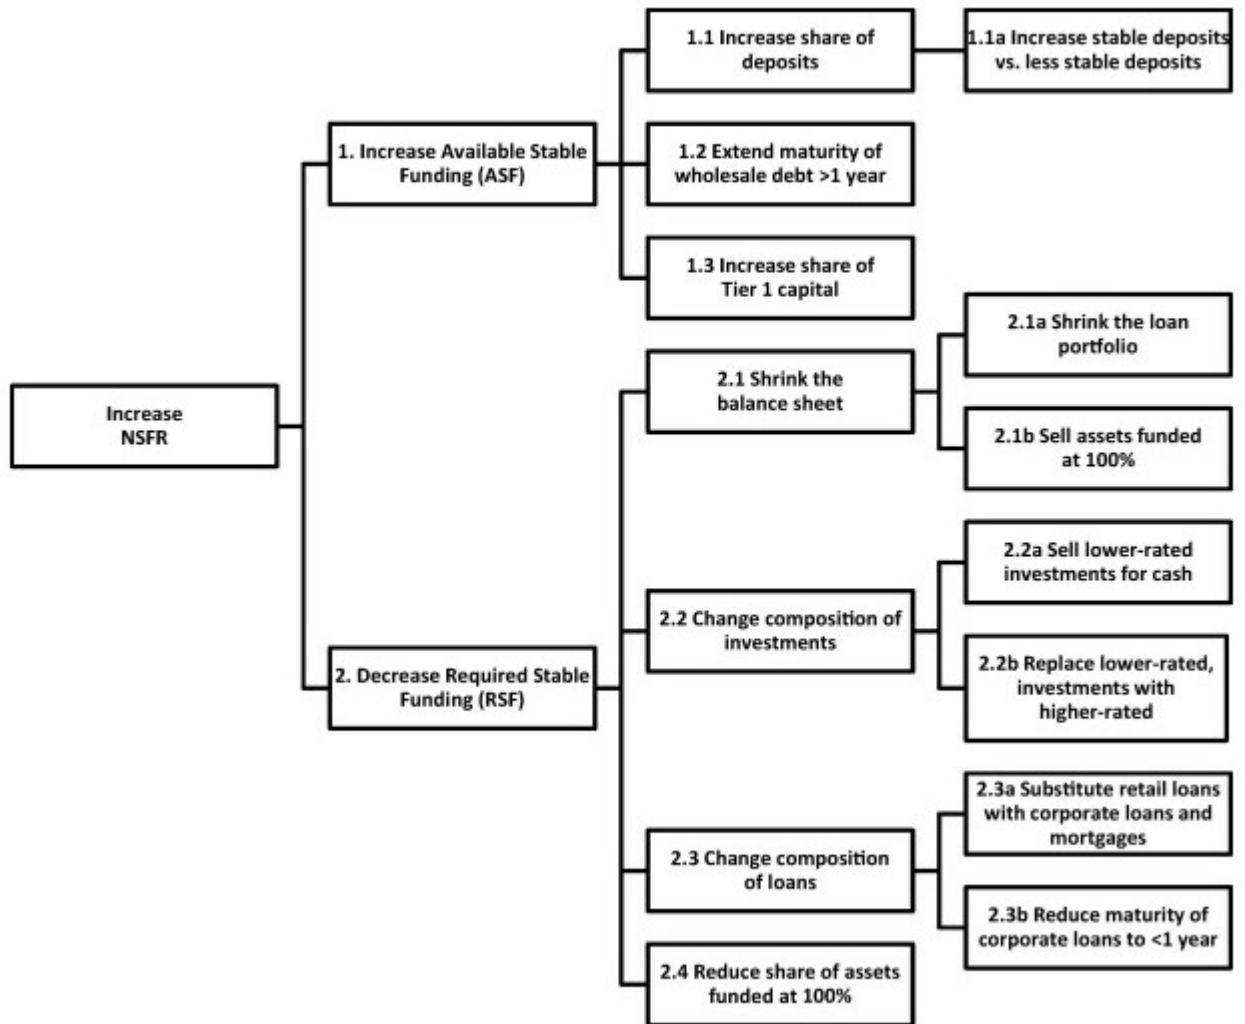 Increase
NSFR
1. Increase Available Stable
Funding (ASF)
1.1 Increase share of
deposits
1.1a Increase stable deposits
vs. less stable deposits
1.2 Extend maturity of
wholesale debt >1 year
1.3 Increase share of
Tier 1 capital
2. Decrease Required Stable
Funding (RSF)
2.1 Shrink the
balance sheet
2.1a Shrink the loan
portfolio
2.1b Sell assets funded
at 100%
2.2 Change composition of
investments
2.2a Sell lower-rated
investments for cash
2.2b Replace lower-rated,
investments with
higher-rated
2.3 Change composition
of loans
2.3a Substitute retail loans
with corporate loans and
mortgages
2.3b Reduce maturity of
corporate loans to <1 year
2.4 Reduce share of assets
funded at 100%